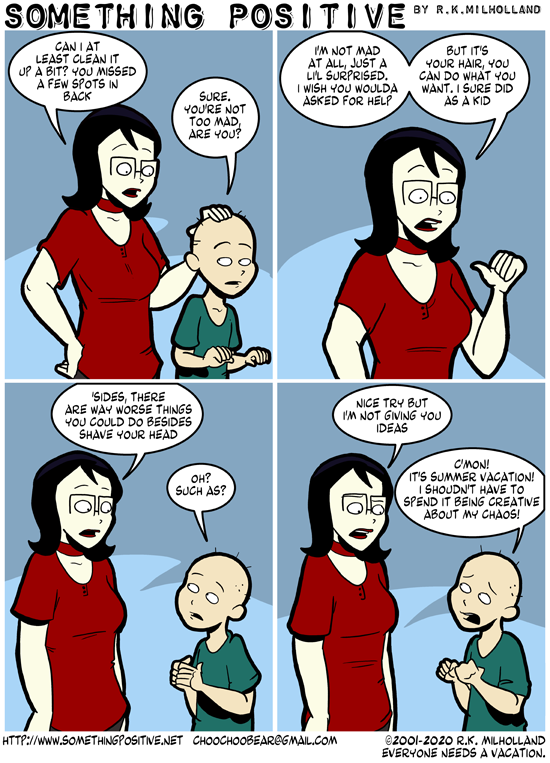 SOMETHING POSITIVE BY R.K.MILHOLLAND
CAN I AT
LEAST CLEAN IT
UP A BIT? YOU MISSED
A FEW SPOTS IN
BACK
SURE.
YOU'RE NOT
TOO MAD,
ARE YOU?
I'M NOT MAD
AT ALL, JUST A
LI'L SURPRISED.
I WISH YOU WOULDA
ASKED FOR HELP
BUT IT'S
YOUR HAIR, YOU
CAN DO WHAT YOU
WANT. I SURE DID
AS A KID
'SIDES, THERE
ARE WAY WORSE THINGS
YOU COULD DO BESIDES
SHAVE YOUR HEAD
OH?
SUCH AS?
NICE TRY BUT
I'M NOT GIVING YOU
IDEAS
C'MON!
IT'S SUMMER VACATION!
I SHOUDN'T HAVE TO
SPEND IT BEING CREATIVE
ABOUT MY CHAOS!
HTTP://WWW.SOMETHINGPOSITIVE.NET CHOOCHOOBEAR@GMAIL.COM
©2001-2020 R.K. MILHOLLAND
EVERYONE NEEDS A VACATION.